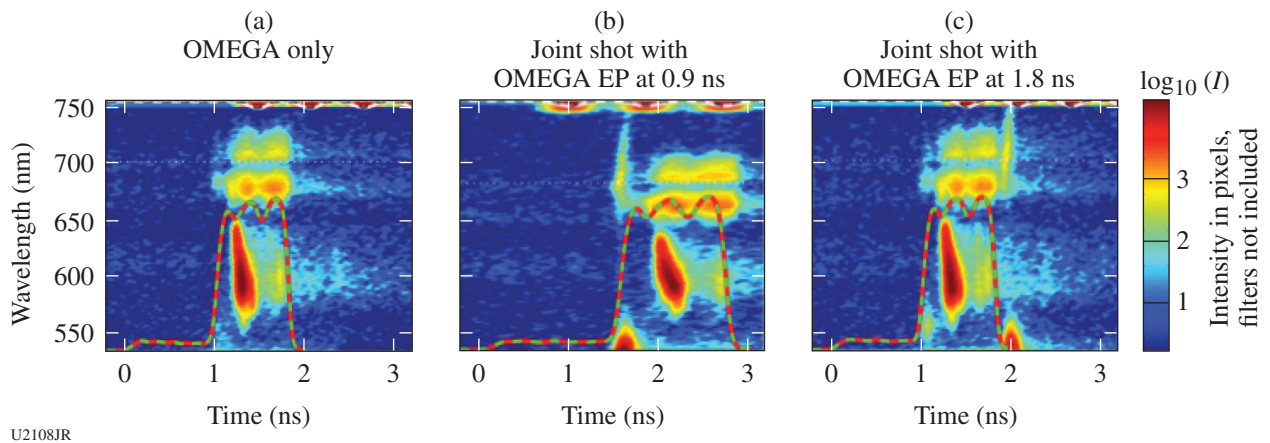 (a)
OMEGA only
(b)
Joint shot with
OMEGA EP at 0.9 ns
(c)
Joint shot with
OMEGA EP at 1.8 ns
log10 (I)
Wavelength (nm)
750
700
650
600
550
3
2
1
Intensity in pixels,
filters not included
0 1 2 3
0 1 2 3
0 1 2 3
Time (ns)
Time (ns)
Time (ns)
U2108JR